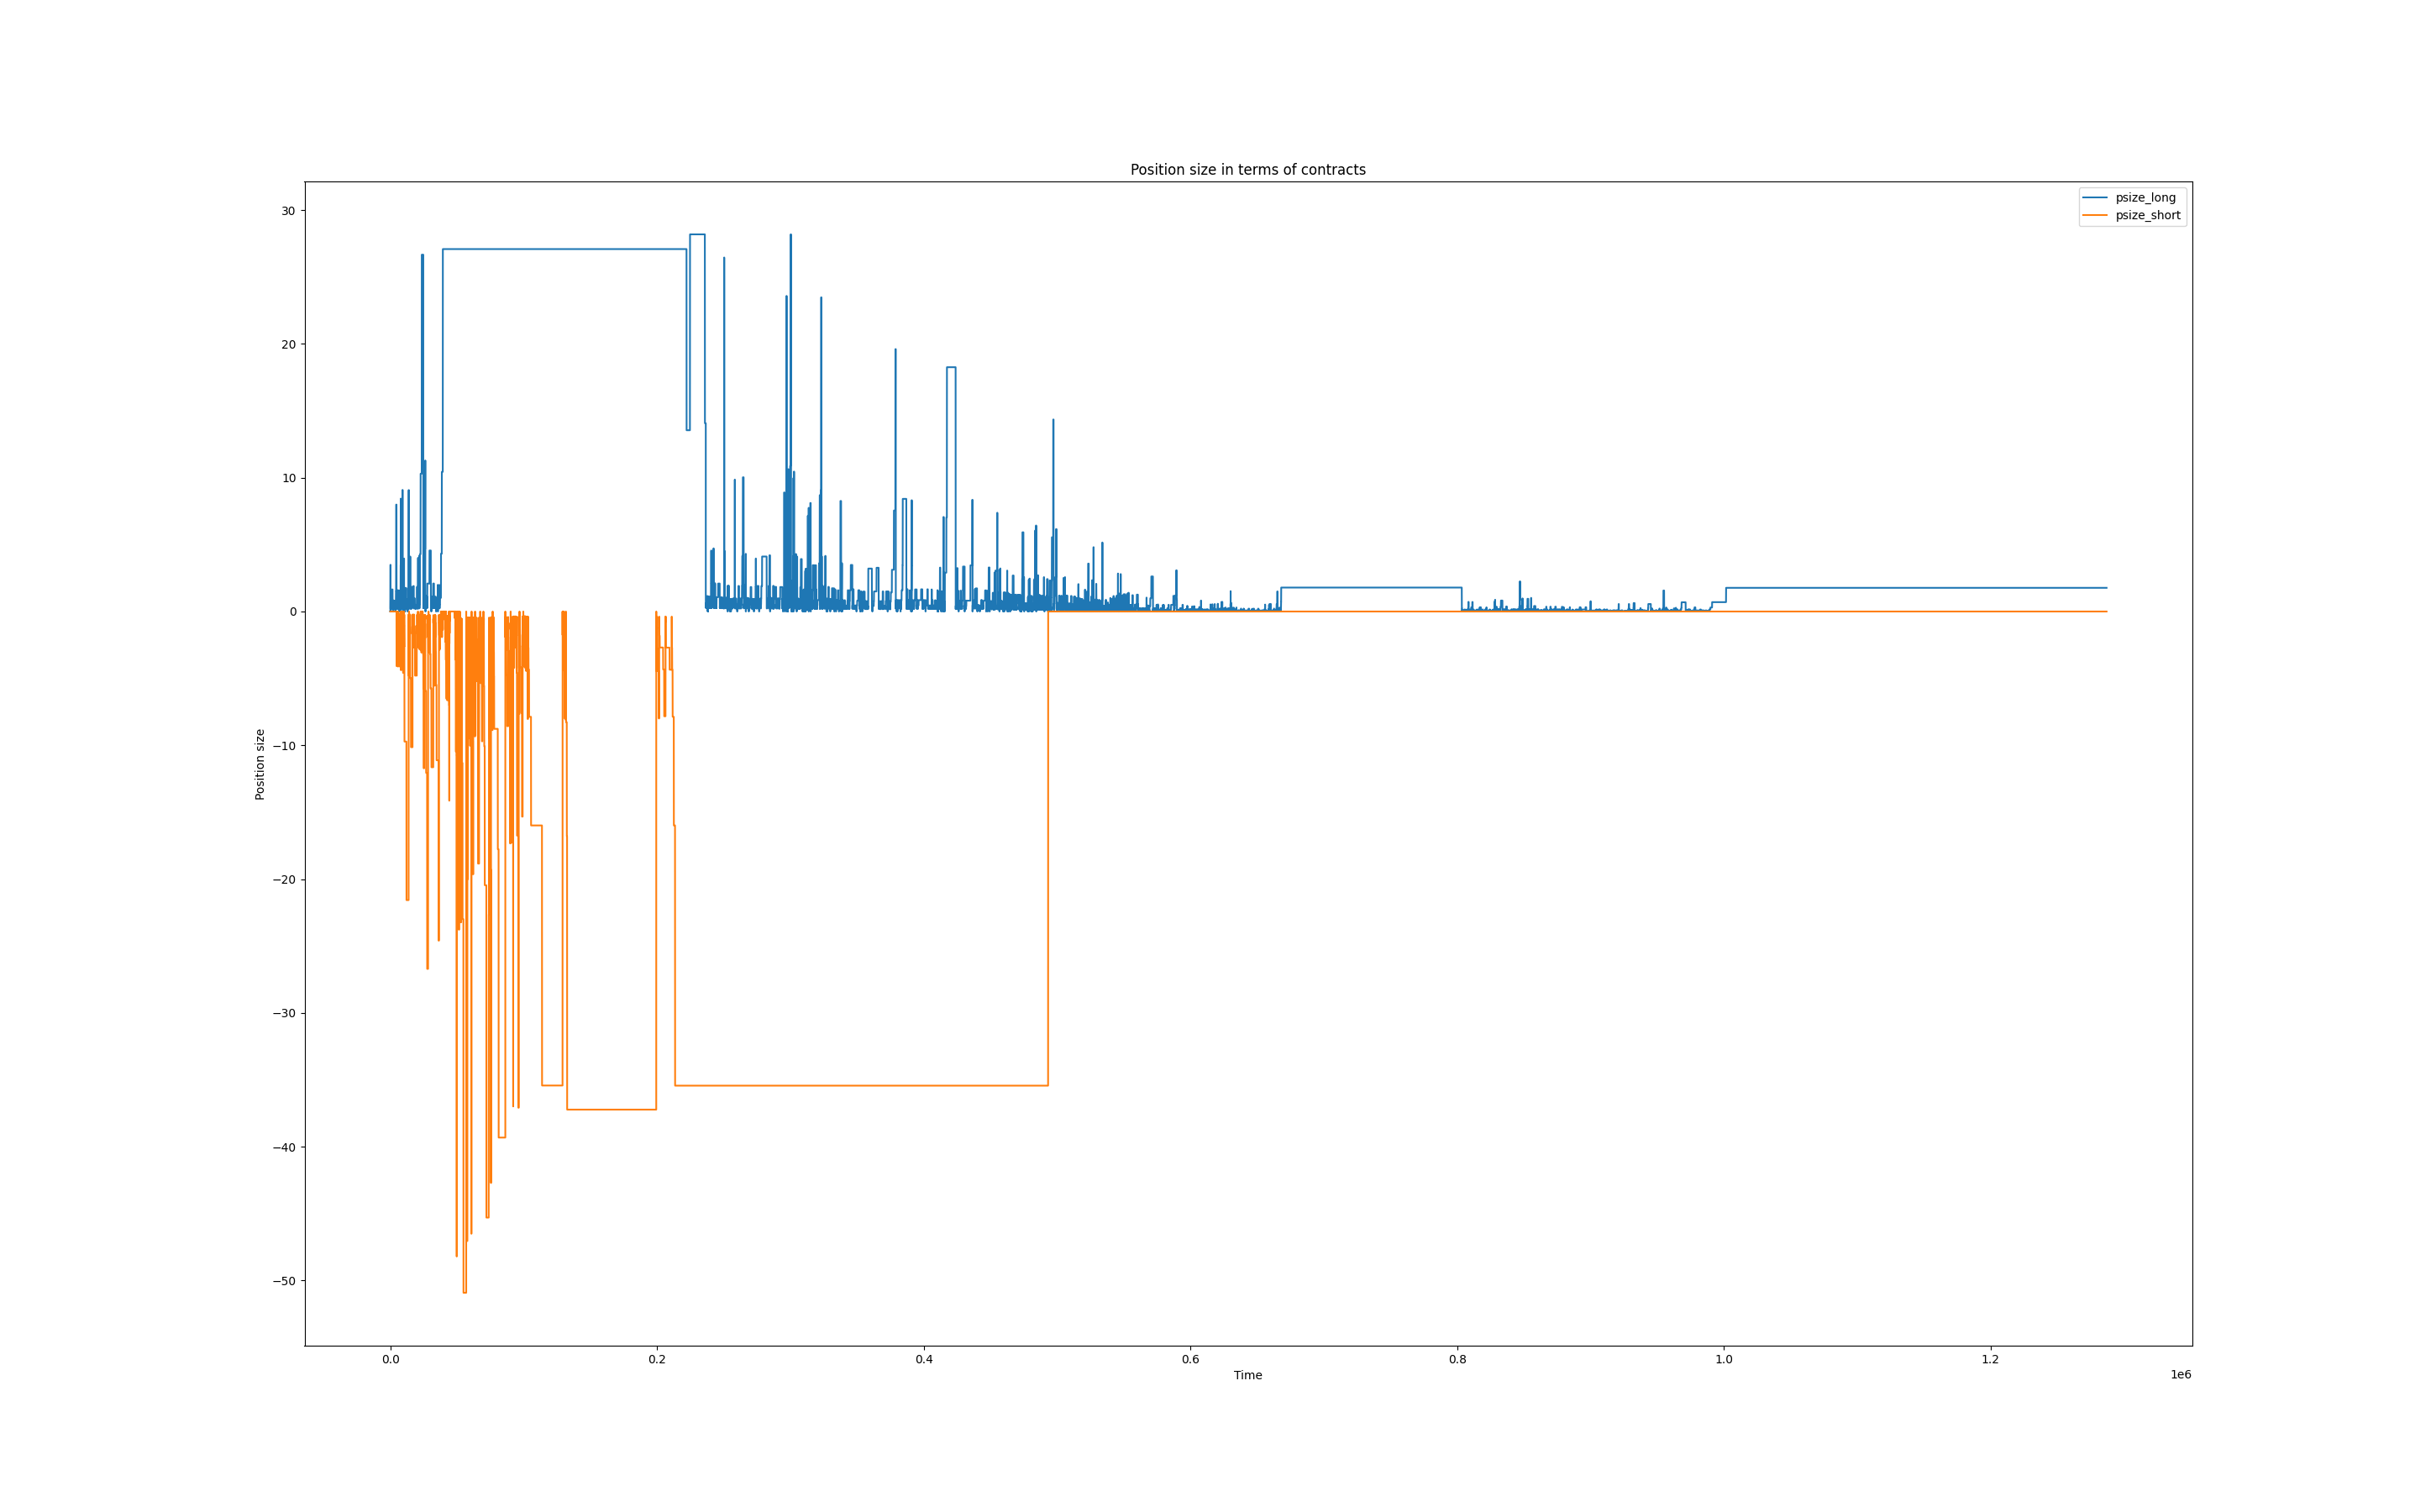 Position size in terms of contracts
psize_long
psize_short
30
20
10
0
−10
−20
−30
−40
−50
Position size
0.0 0.2 0.4 0.6 0.8 1.0 1.2
Time
1e6